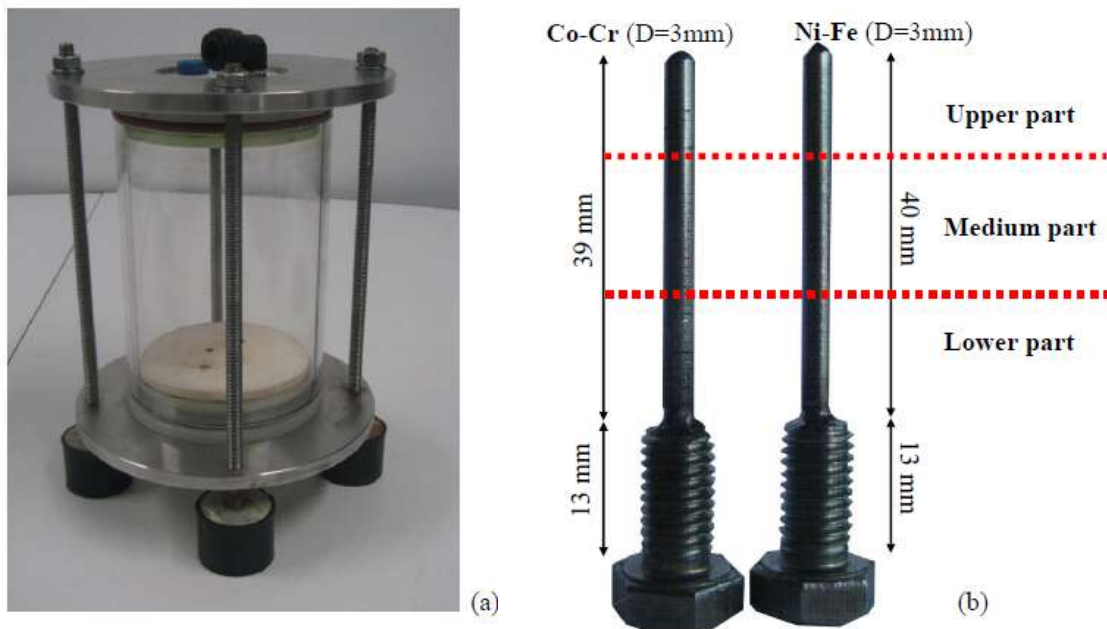 Co-Cr (D=3mm)
Ni-Fe (D=3mm)
Upper part
39 mm
40 mm
Medium part
Lower part
13 mm
13 mm
(a)
(b)